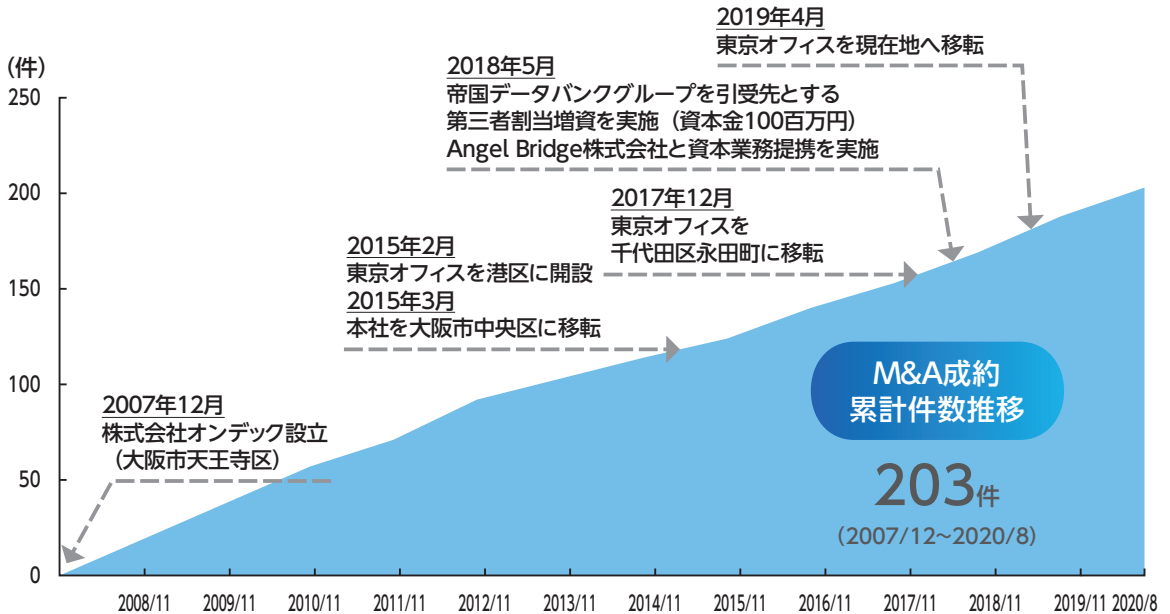 2019年4月
東京オフィスを現在地へ移転
(件)
2018年5月
帝国データバンクグループを引受先とする
第三者割当増資を実施（資本金100百万円）
Angel Bridge株式会社と資本業務提携を実施
2017年12月
東京オフィスを
千代田区永田町に移転
2015年2月
東京オフィスを港区に開設
2015年3月
本社を大阪市中央区に移転
2007年12月
株式会社オンデック設立
（大阪市天王寺区）
M&A成約
累計件数推移
203件
（2007/12~2020/8）
250
200
150
100
50
0
2008/11 2009/11 2010/11 2011/11 2012/11 2013/11 2014/11 2015/11 2016/11 2017/11 2018/11 2019/11 2020/8